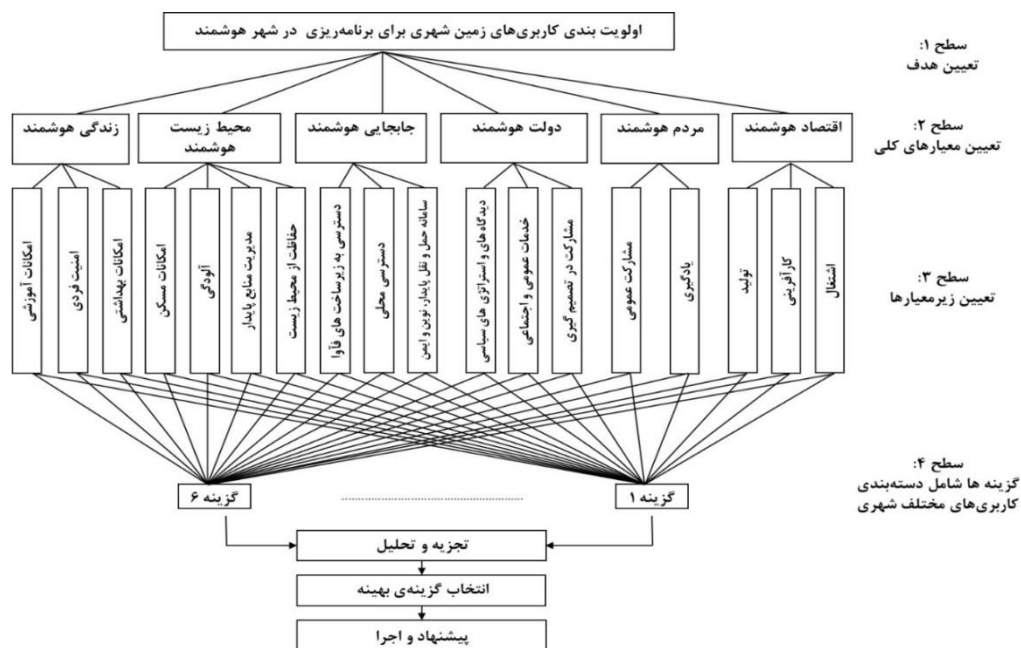 اولویت بندی کاربری‌های زمین شهری برای برنامه‌ریزی در شهر هوشمند
سطح ۱:
تعیین هدف
اقتصاد هوشمند
مردم هوشمند
دولت هوشمند
جابجایی هوشمند
محیط زیست
هوشمند
زندگی هوشمند
سطح ۲:
تعیین معیارهای کلی
اشتغال
کارآفرینی
تولید
یادگیری
مشارکت عمومی
مشارکت در تصمیم گیری
خدمات عمومی و اجتماعی
دیدگاه های و استراتژی های سیاسی
سامانه حمل و نقل پایدار، نوین و ایمن
دسترسی محلی
دسترسی به زیرساخت های فآوا
حفاظت از محیط زیست
مدیریت منابع پایدار
آلودگی
امکانات مسکن
امکانات بهداشتی
امنیت فردی
امکانات آموزشی
سطح ۳:
تعیین زیرمعیارها
گزینه ۱
گزینه ۶
سطح ۴:
گزینه ها شامل دسته‌بندی
کاربری‌های مختلف شهری
تجزیه و تحلیل
انتخاب گزینه‌ی بهینه
پیشنهاد و اجرا